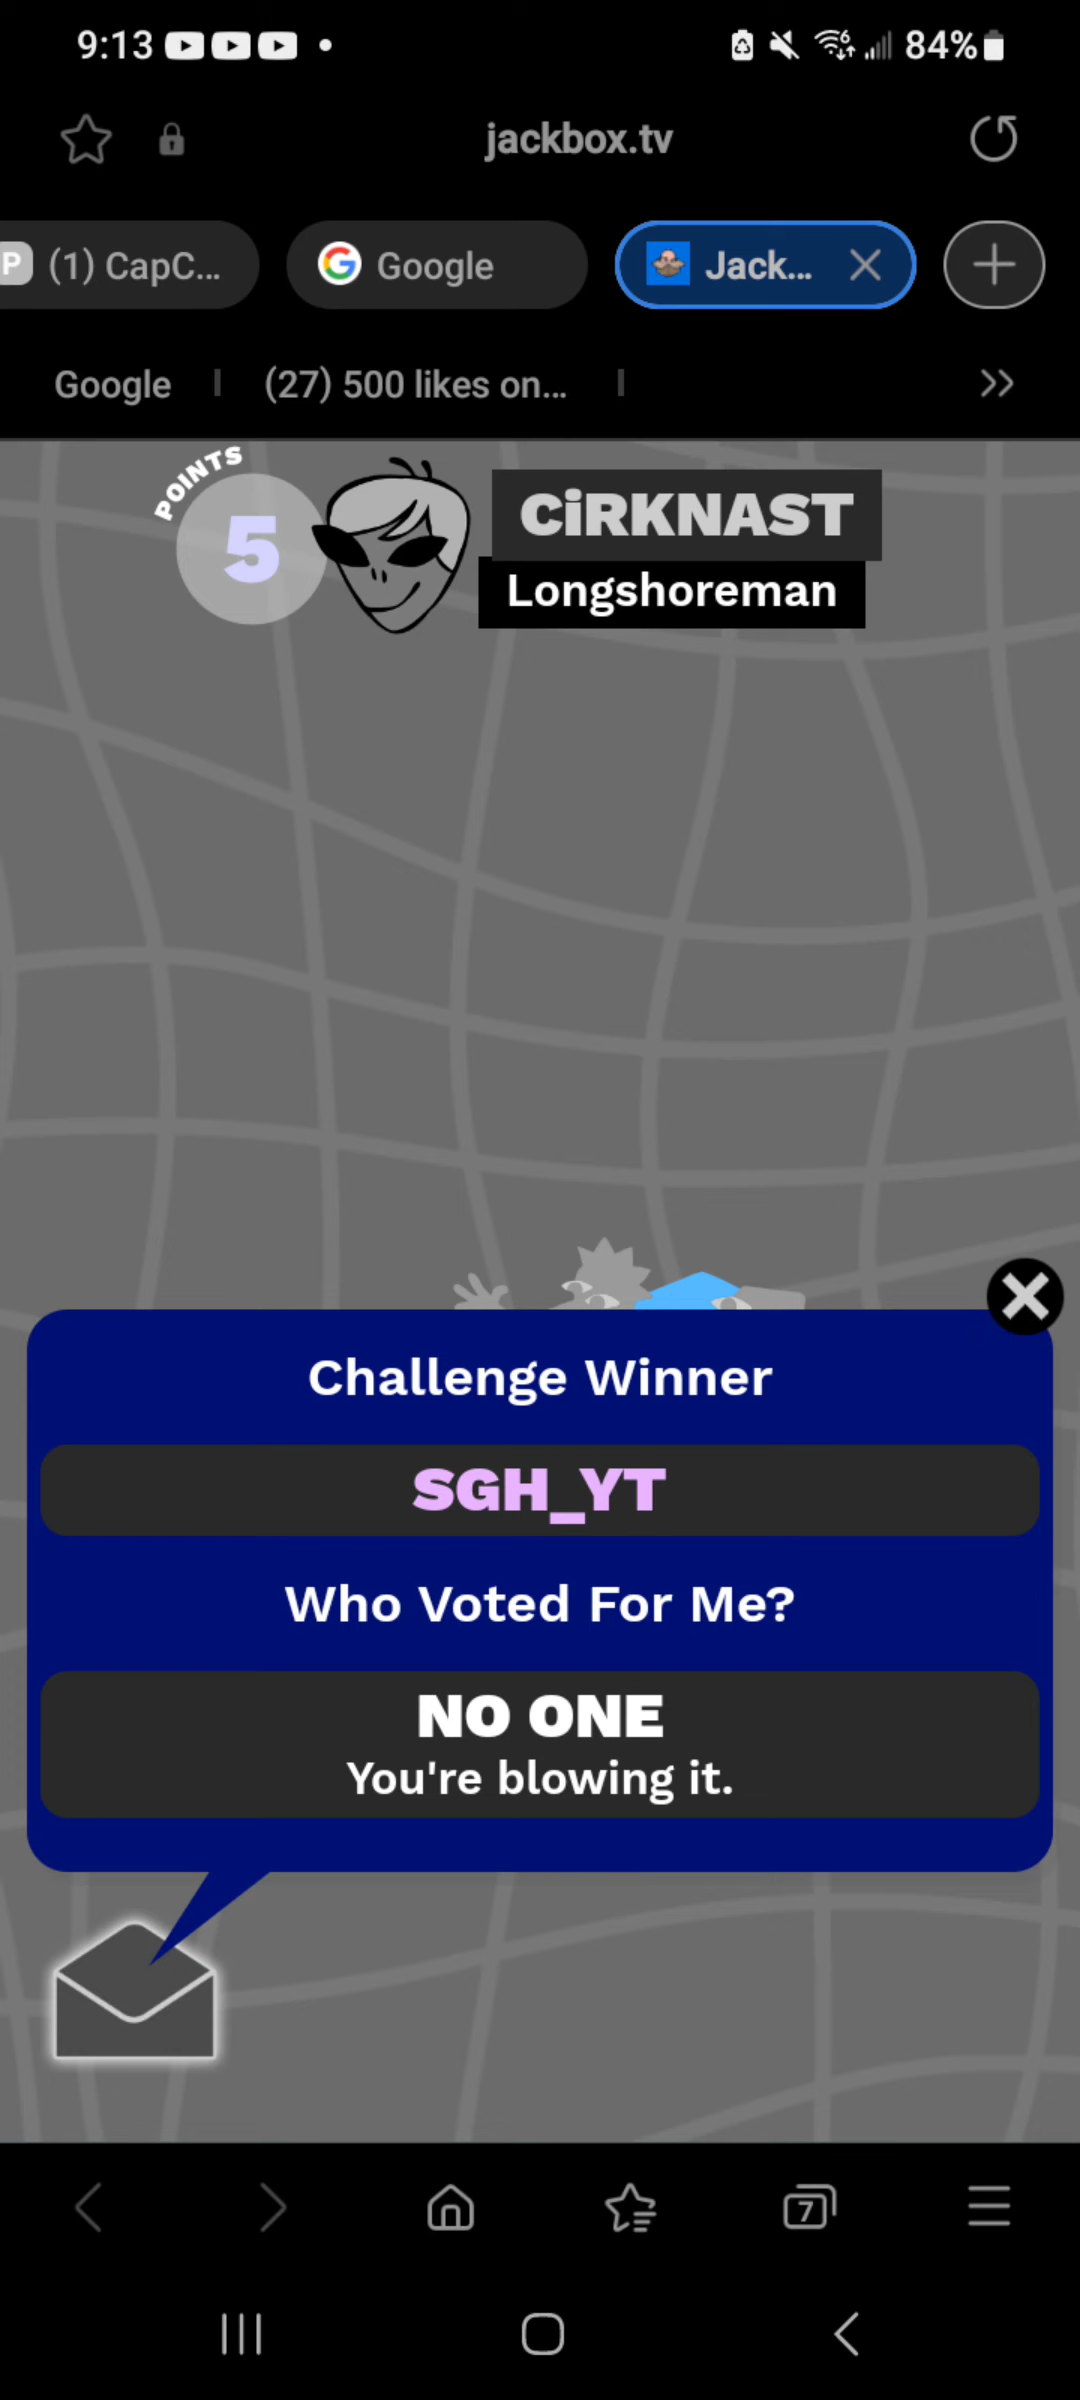 9:13
84%
jackbox.tv
P (1) CapC...
Google
Jack...
Google
(27) 500 likes on...
POINTS
5
CiRKNAST
Longshoreman
Challenge Winner
SGH_YT
Who Voted For Me?
NO ONE
You're blowing it.
7